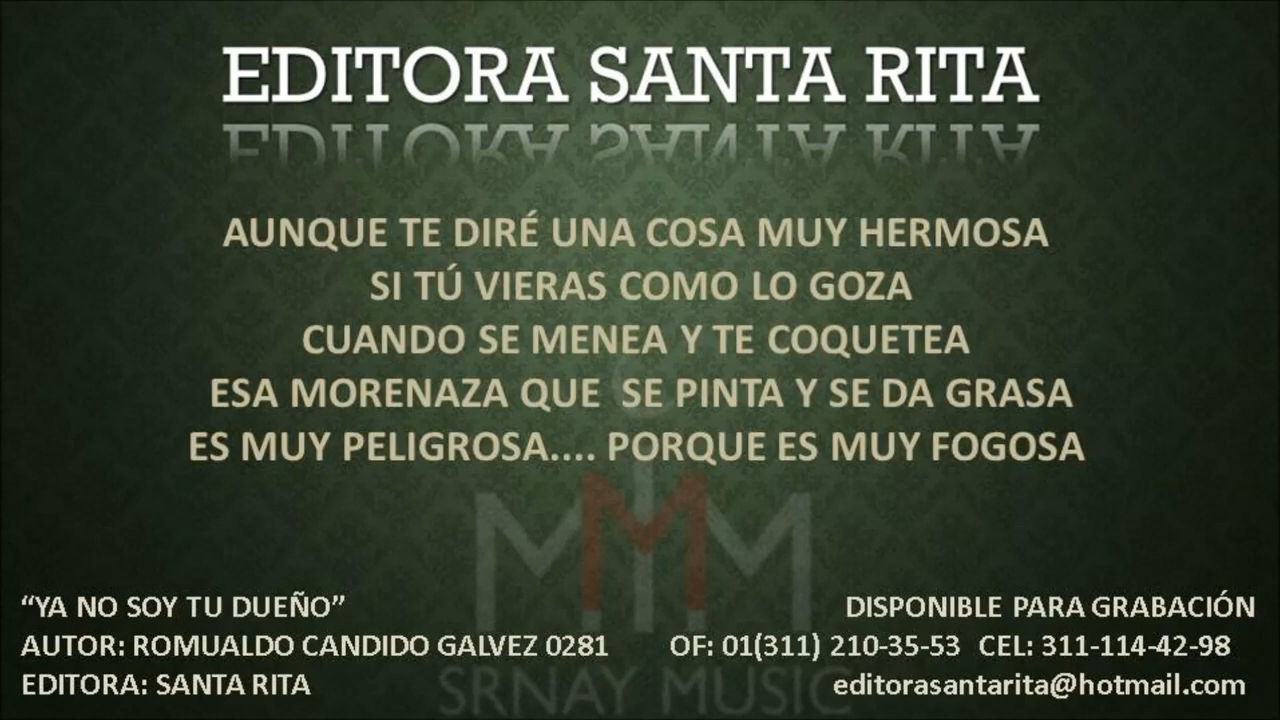 EDITORA SANTA RITA
AUNQUE TE DIRÉ UNA COSA MUY HERMOSA
SI TÚ VIERAS COMO LO GOZA
CUANDO SE MENEA Y TE COQUETEA
ESA MORENAZA QUE SE PINTA Y SE DA GRASA
ES MUY PELIGROSA.... PORQUE ES MUY FOGOSA
MMM
SRNAY MUSIC
“YA NO SOY TU DUEÑO”
AUTOR: ROMUALDO CANDIDO GALVEZ 0281
EDITORA: SANTA RITA
DISPONIBLE PARA GRABACIÓN
OF: 01(311) 210-35-53 CEL: 311-114-42-98
editorasantarita@hotmail.com